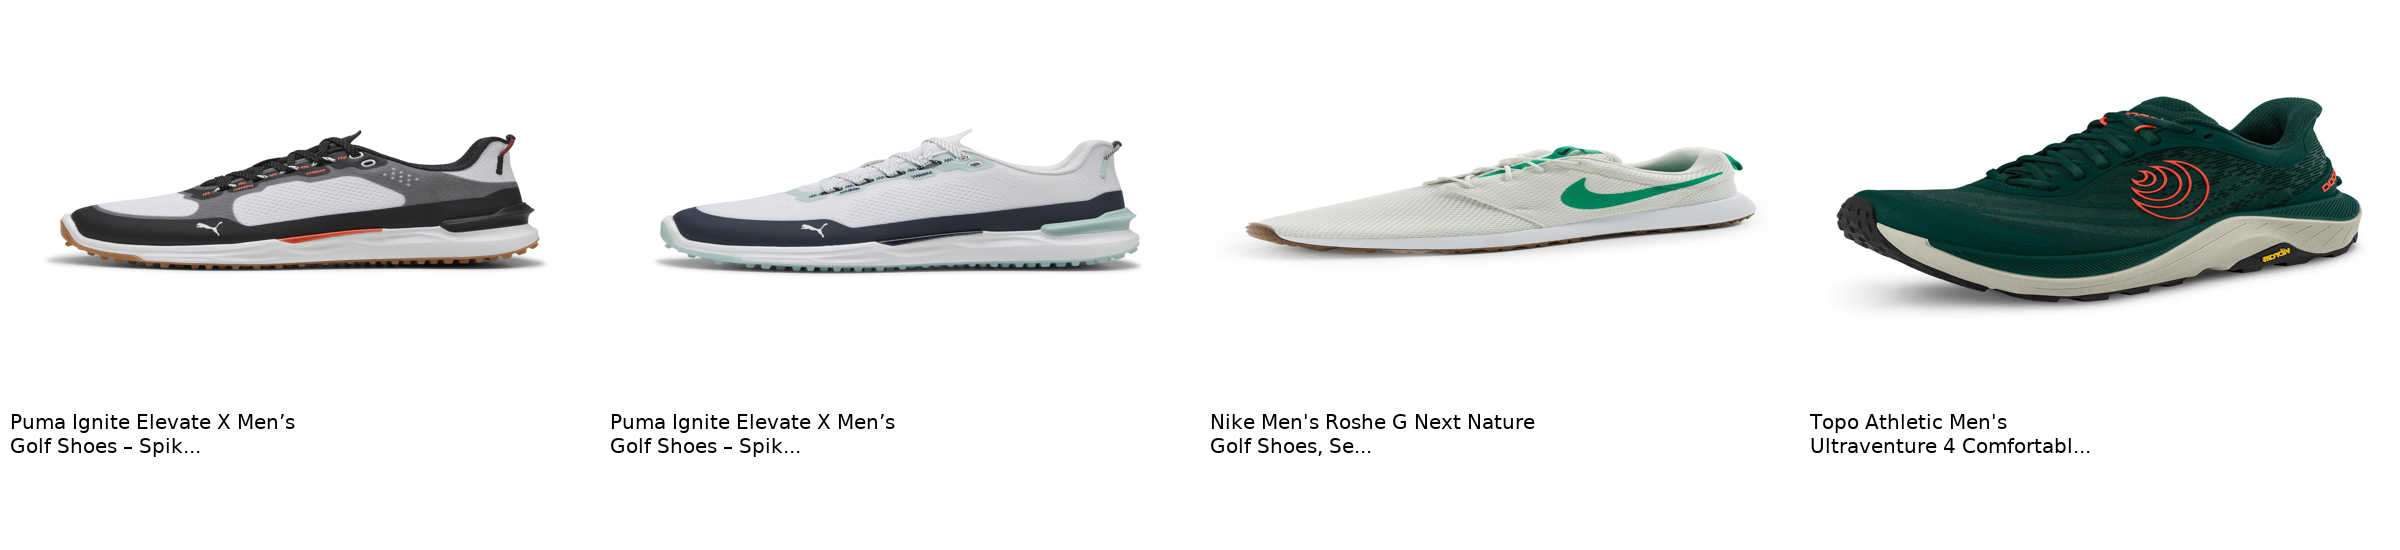 Puma Ignite Elevate X Men’s
Golf Shoes – Spik...
Puma Ignite Elevate X Men’s
Golf Shoes – Spik...
Nike Men's Roshe G Next Nature
Golf Shoes, Se...
Topo Athletic Men's
Ultraventure 4 Comfortabl...